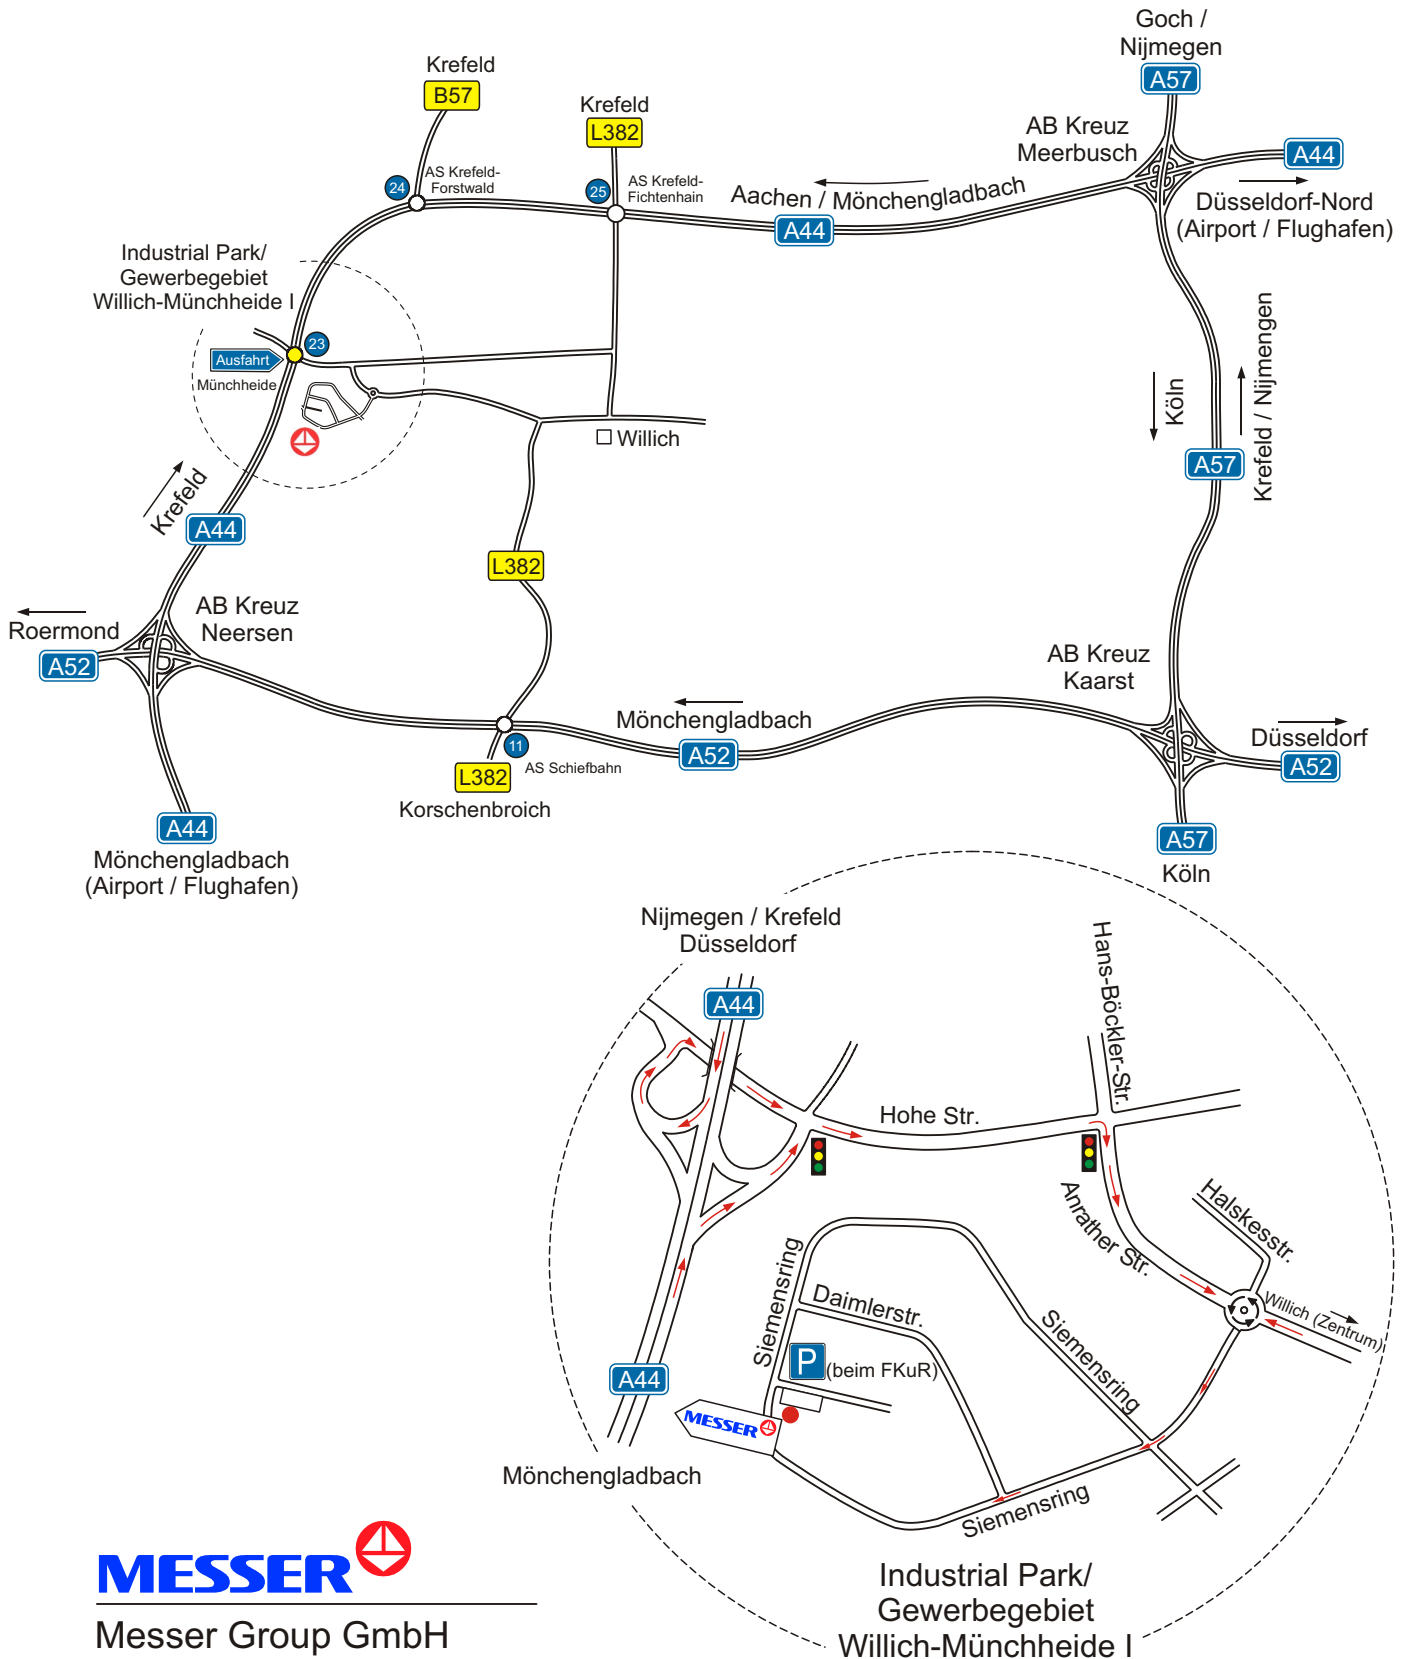 Goch /
Nijmegen
A57
Krefeld
B57
Krefeld
L382
AB Kreuz
Meerbusch
A44
Düsseldorf-Nord
(Airport / Flughafen)
24
AS Krefeld-
Forstwald
25
AS Krefeld-
Fichtenhain
Aachen / Mönchengladbach
A44
Industrial Park/
Gewerbegebiet
Willich-Münchheide I
23
Ausfahrt
Münchheide
Willich
Köln
Krefeld / Nijmengen
A57
Krefeld
A44
L382
Roermond
A52
AB Kreuz
Neersen
AB Kreuz
Kaarst
Mönchengladbach
A52
Düsseldorf
A52
11
AS Schiefbahn
L382
Korschenbroich
A44
Mönchengladbach
(Airport / Flughafen)
A57
Köln
Nijmegen / Krefeld
Düsseldorf
A44
Hans-Böckler-Str.
Hohe Str.
Anrather Str.
Halskesstr.
Willich (Zentrum)
Siemensring
Daimlerstr.
Siemensring
P
(beim FKuR)
A44
MESSER
Mönchengladbach
Siemensring
Industrial Park/
Gewerbegebiet
Willich-Münchheide I
MESSER
Messer Group GmbH